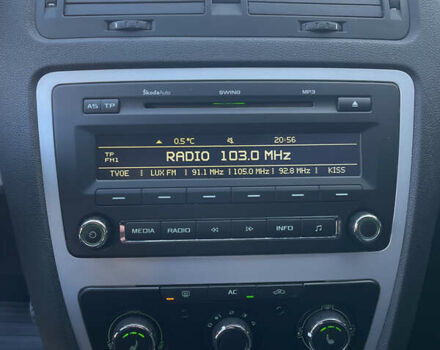 ŠkodaAuto SWING MP3
AS TP
0.5°C 20-56
TP
FM1
RADIO 103.0 MHz
TVOE LUX FM 91.1 MHz 105.0 MHz 92.8 MHz KISS
MEDIA RADIO INFO
AC